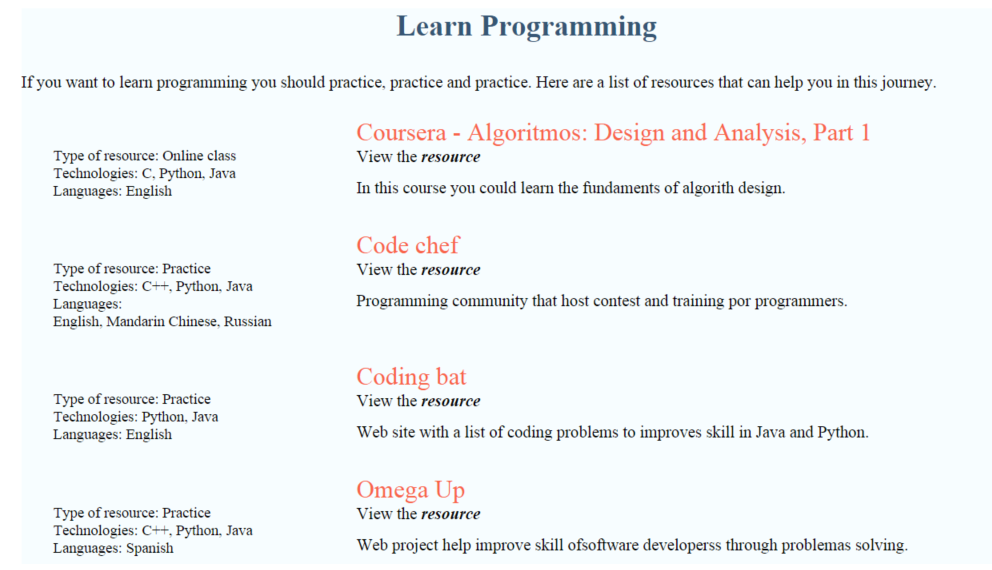 Learn Programming
If you want to learn programming you should practice, practice and practice. Here are a list of resources that can help you in this journey.
Coursera - Algoritmos: Design and Analysis, Part 1
Type of resource: Online class
Technologies: C, Python, Java
Languages: English
View the resource
In this course you could learn the fundaments of algorith design.
Code chef
Type of resource: Practice
Technologies: C++, Python, Java
Languages:
English, Mandarin Chinese, Russian
View the resource
Programming community that host contest and training por programmers.
Coding bat
Type of resource: Practice
Technologies: Python, Java
Languages: English
View the resource
Web site with a list of coding problems to improves skill in Java and Python.
Omega Up
Type of resource: Practice
Technologies: C++, Python, Java
Languages: Spanish
View the resource
Web project help improve skill ofsoftware developerss through problemas solving.